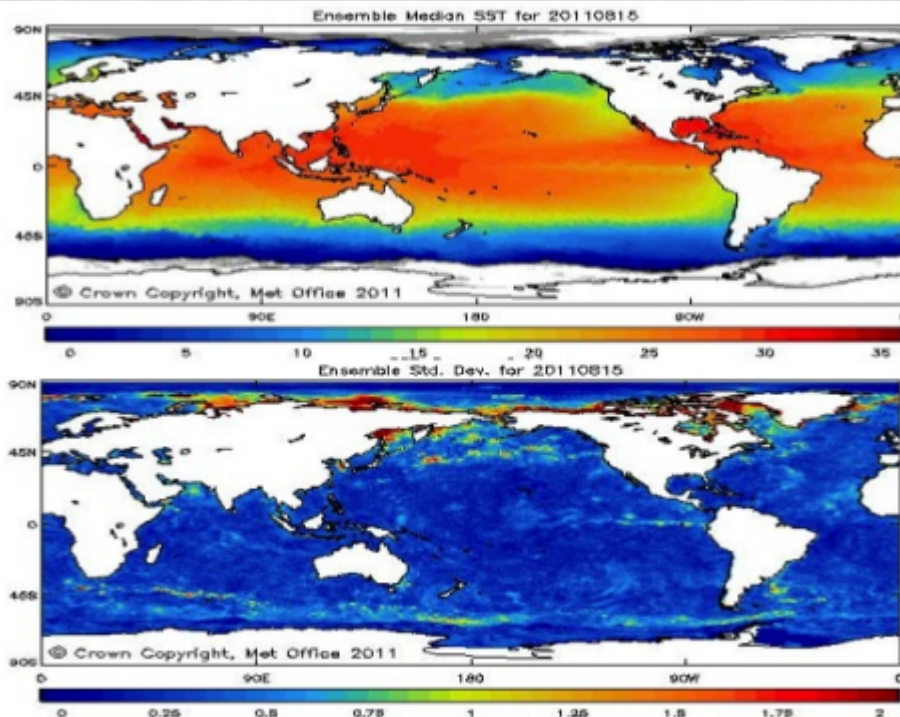 Ensemble Median SST for 20110815
90N
45N
0
45S
90S
© Crown Copyright, Met Office 2011
0 90E 180 90W 0
0 5 10 15 20 25 30 35
Ensemble Std. Dev. for 20110815
90N
45N
0
45S
90S
© Crown Copyright, Met Office 2011
0 90E 180 90W 0
0 0.25 0.5 0.75 1 1.25 1.5 1.75 2